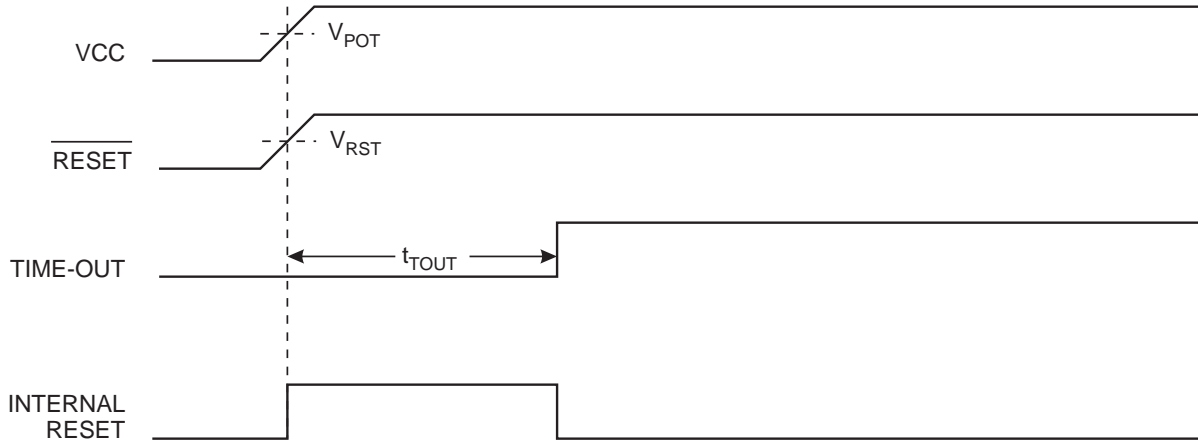 VCC
V_POT
RESET
V_RST
TIME-OUT
t_TOUT
INTERNAL
RESET